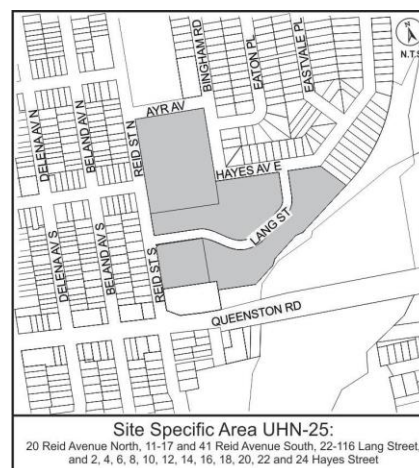 BINGHAM RD
EATON PL
EASTVALE PL
N
N.T.S
AYR AV
DELENA AV N
BELAND AV N
REID ST N
HAYES AV E
LANG ST
DELENA AV S
BELAND AV S
REID ST S
QUEENSTON RD
Site Specific Area UHN-25:
20 Reid Avenue North, 11-17 and 41 Reid Avenue South, 22-116 Lang Street,
and 2, 4, 6, 8, 10, 12, 14, 16, 18, 20, 22 and 24 Hayes Street